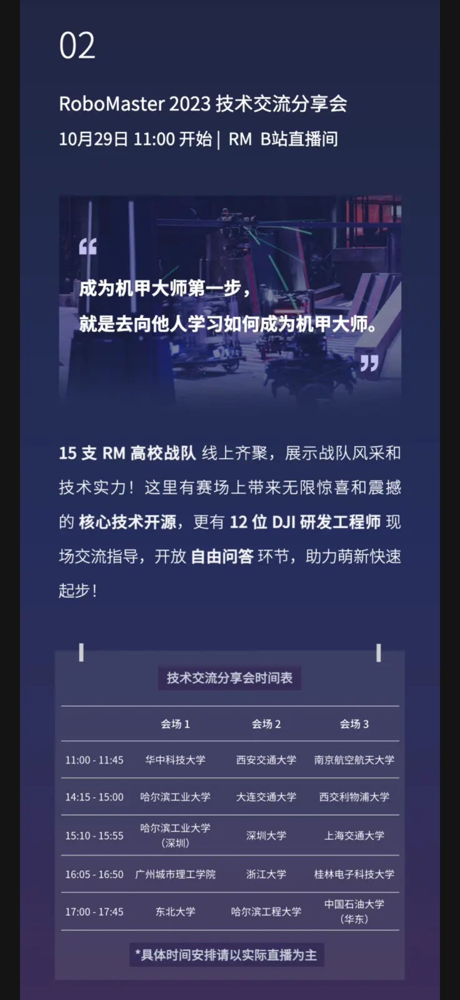 02
RoboMaster 2023 技术交流分享会
10月29日 11:00 开始 | RM B站直播间
“
成为机甲大师第一步，
就是去向他人学习如何成为机甲大师。
”
15 支 RM 高校战队 线上齐聚，展示战队风采和
技术实力！这里有赛场上带来无限惊喜和震撼
的 核心技术开源，更有 12 位 DJI 研发工程师 现
场交流指导，开放 自由问答 环节，助力萌新快速
起步！
技术交流分享会时间表
会场 1 会场 2 会场 3
11:00 - 11:45 华中科技大学 西安交通大学 南京航空航天大学
14:15 - 15:00 哈尔滨工业大学 大连交通大学 西交利物浦大学
15:10 - 15:55 哈尔滨工业大学（深圳） 深圳大学 上海交通大学
16:05 - 16:50 广州城市理工学院 浙江大学 桂林电子科技大学
17:00 - 17:45 东北大学 哈尔滨工程大学 中国石油大学（华东）
*具体时间安排请以实际直播为主